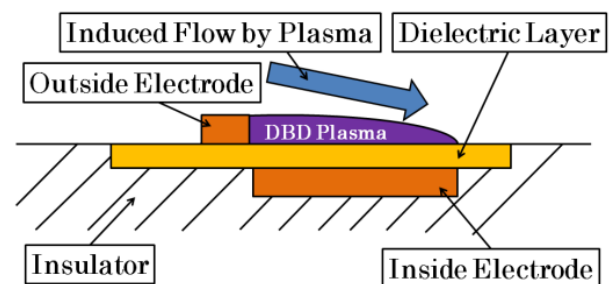 Induced Flow by Plasma
Dielectric Layer
Outside Electrode
DBD Plasma
Insulator
Inside Electrode